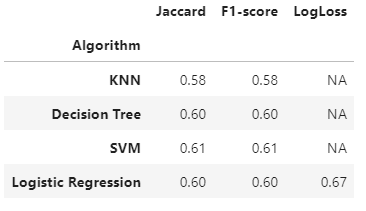 Jaccard F1-score LogLoss
Algorithm
KNN 0.58 0.58 NA
Decision Tree 0.60 0.60 NA
SVM 0.61 0.61 NA
Logistic Regression 0.60 0.60 0.67